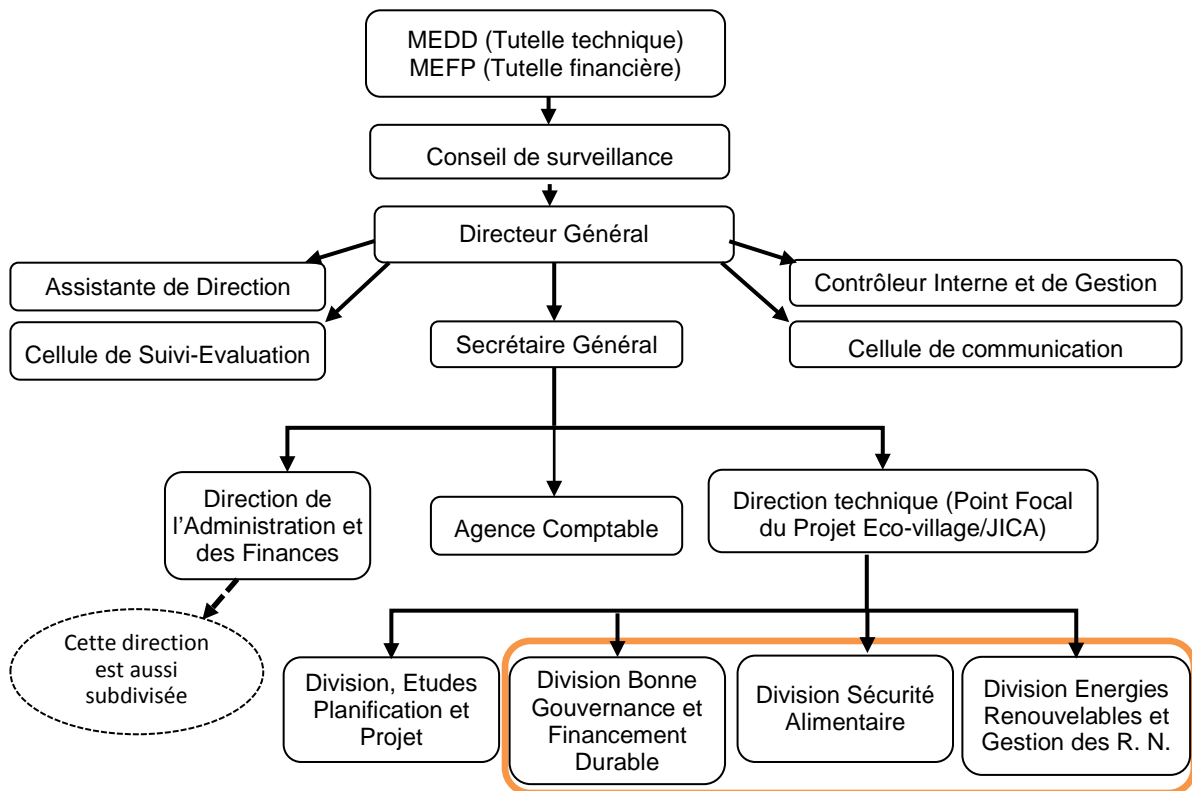 MEDD (Tutelle technique)
MEFP (Tutelle financière)
Conseil de surveillance
Directeur Général
Assistante de Direction
Contrôleur Interne et de Gestion
Cellule de Suivi-Evaluation
Secrétaire Général
Cellule de communication
Direction de
l’Administration et
des Finances
Agence Comptable
Direction technique (Point Focal
du Projet Eco-village/JICA)
Cette direction
est aussi
subdivisée
Division, Etudes
Planification et
Projet
Division Bonne
Gouvernance et
Financement
Durable
Division Sécurité
Alimentaire
Division Energies
Renouvelables et
Gestion des R. N.